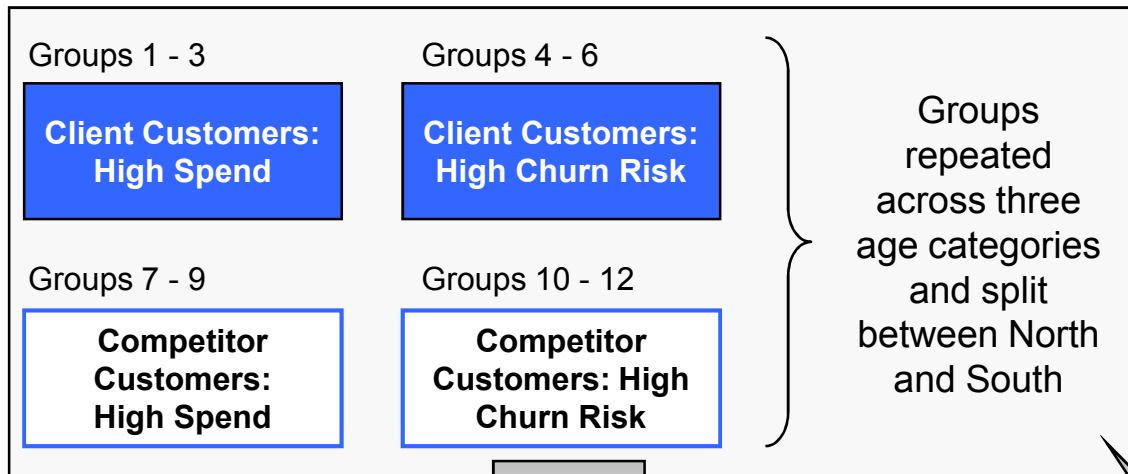 Groups 1 - 3
Client Customers:
High Spend
Groups 4 - 6
Client Customers:
High Churn Risk
Groups 7 - 9
Competitor
Customers:
High Spend
Groups 10 - 12
Competitor
Customers: High
Churn Risk
Groups
repeated
across three
age categories
and split
between North
and South